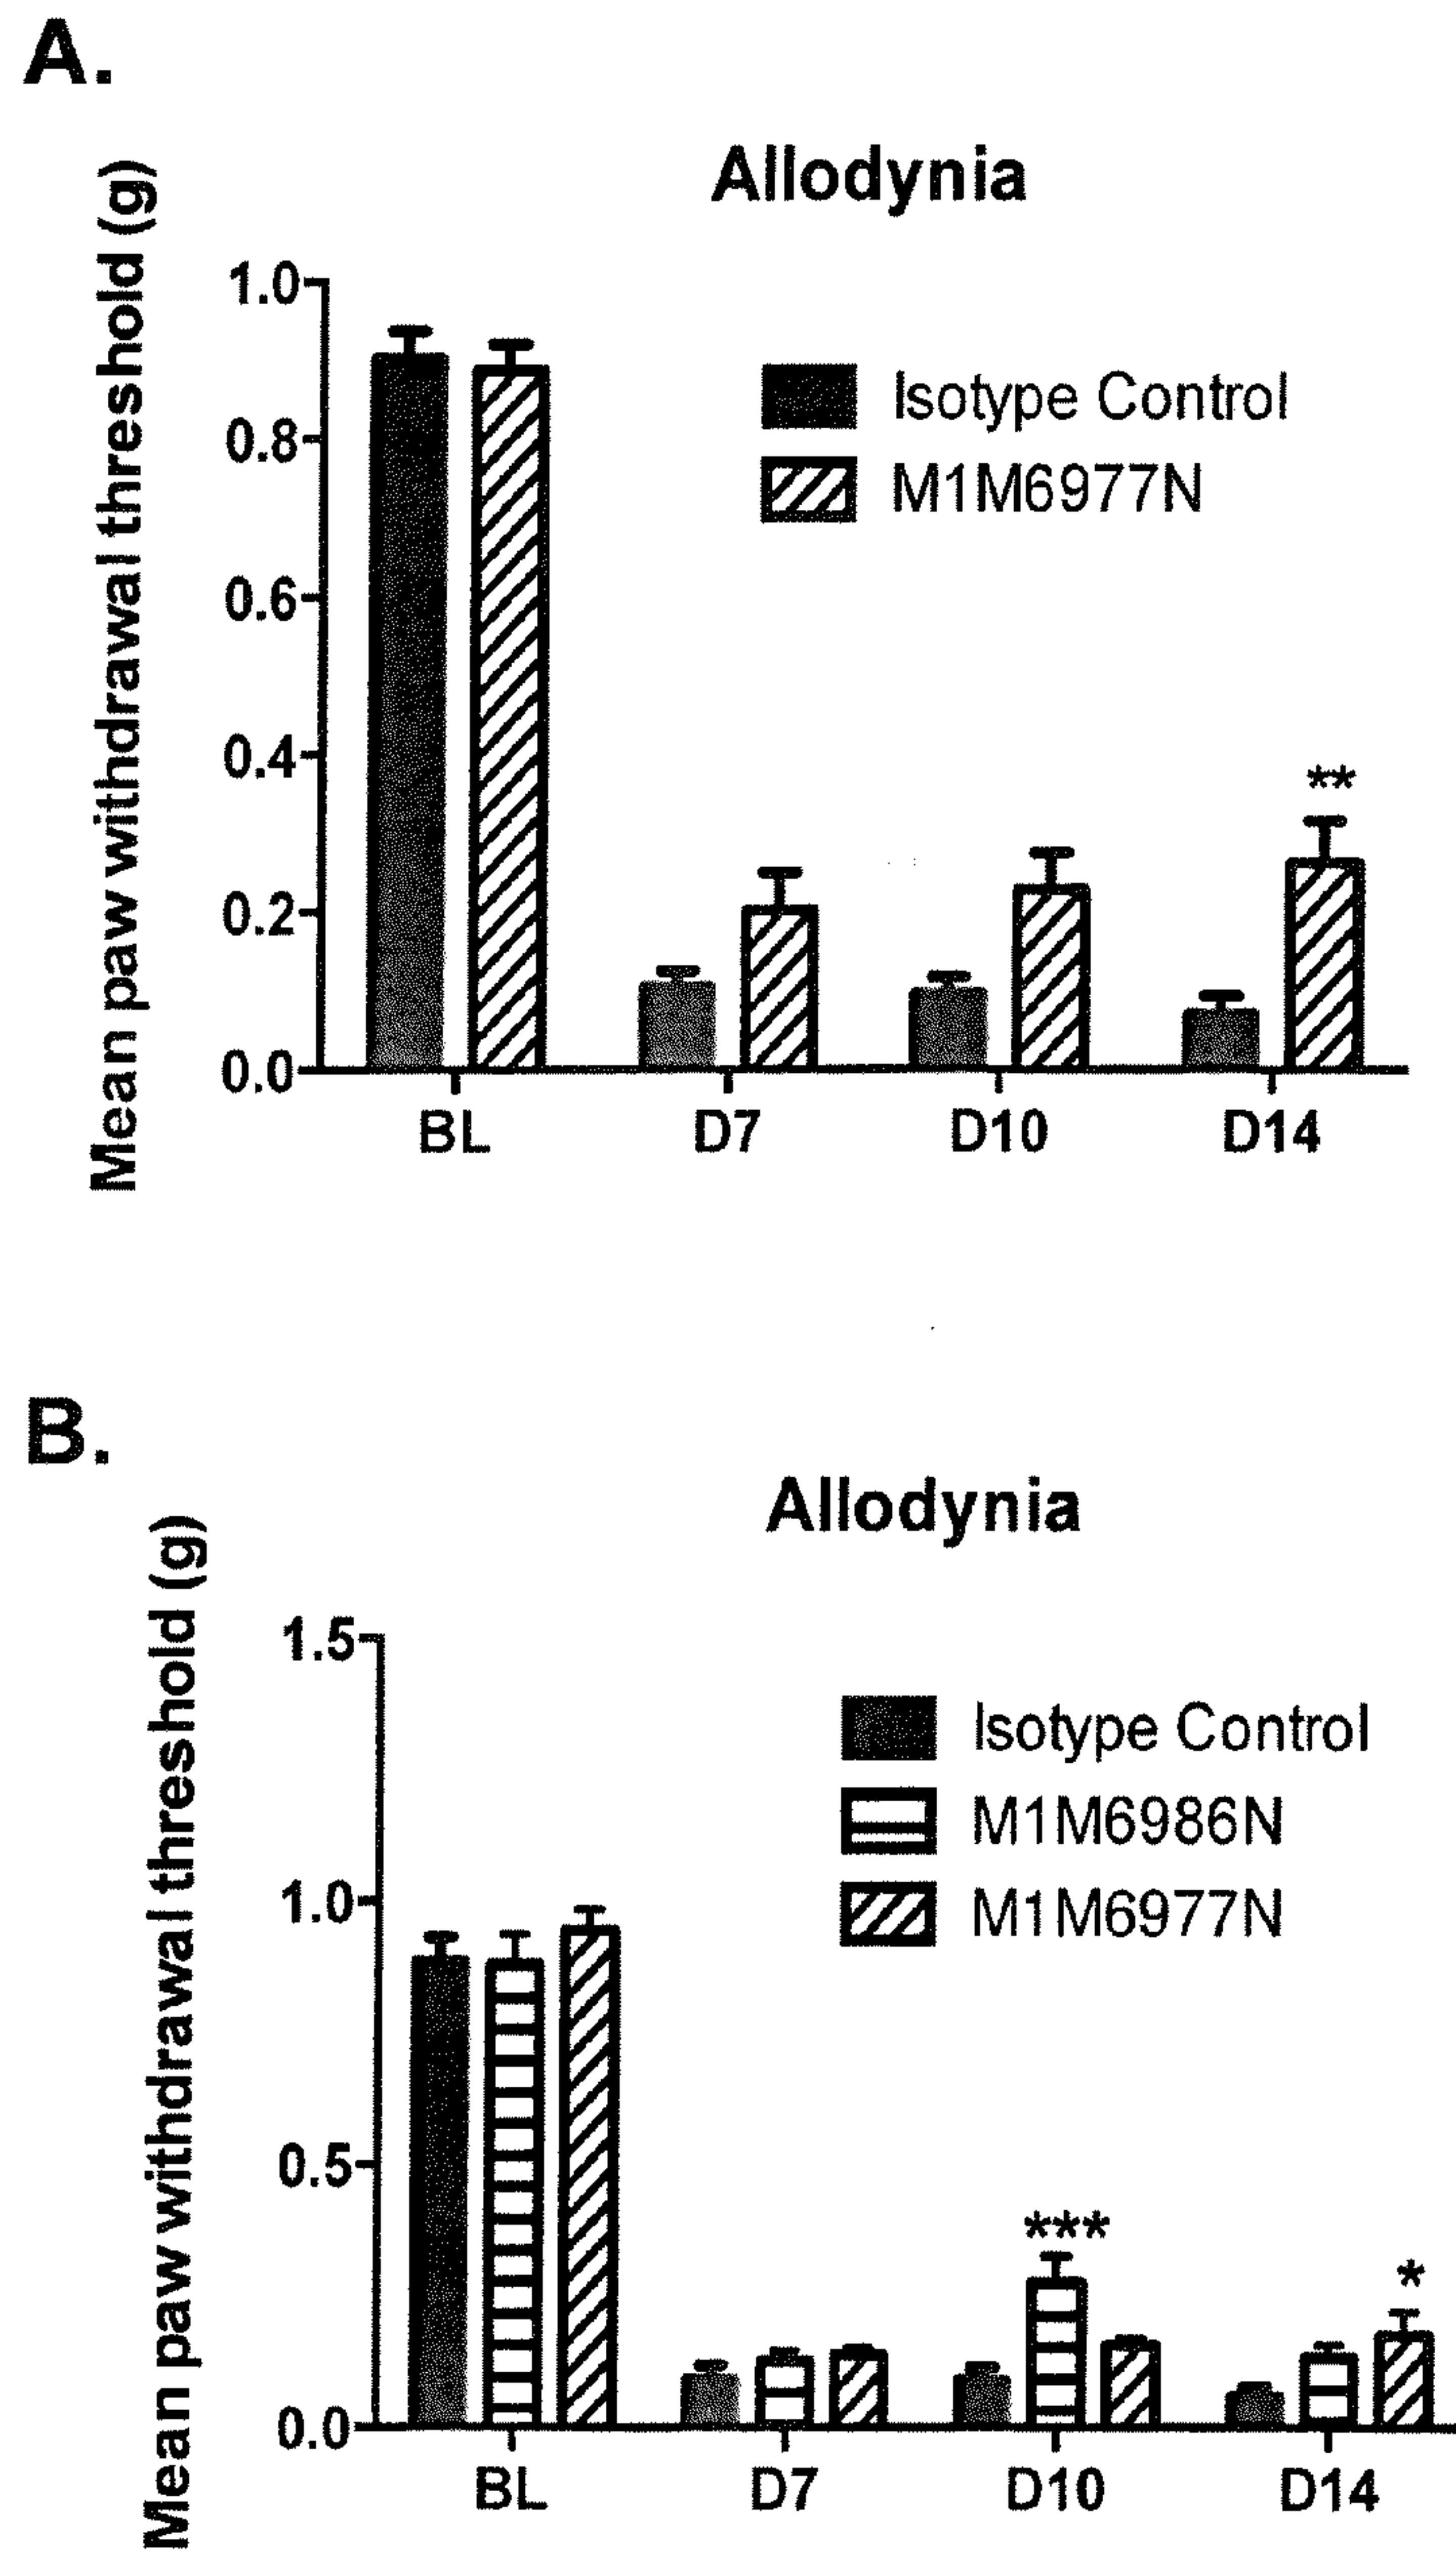 A.
Allodynia
Mean paw withdrawal threshold (g)
1.0
0.8
0.6
0.4
0.2
0.0
Isotype Control
M1M6977N
**
BL D7 D10 D14
B.
Allodynia
Mean paw withdrawal threshold (g)
1.5
1.0
0.5
0.0
Isotype Control
M1M6986N
M1M6977N
***
*
BL D7 D10 D14